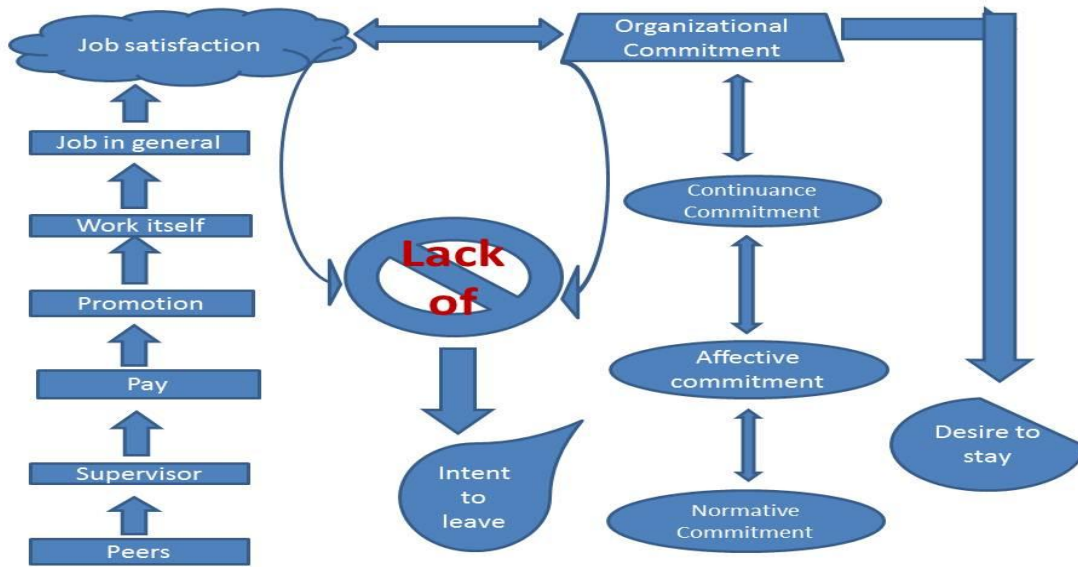 Job satisfaction
Organizational
Commitment
Job in general
Work itself
Promotion
Pay
Supervisor
Peers
Lack
of
Intent
to
leave
Continuance
Commitment
Affective
commitment
Normative
Commitment
Desire to
stay